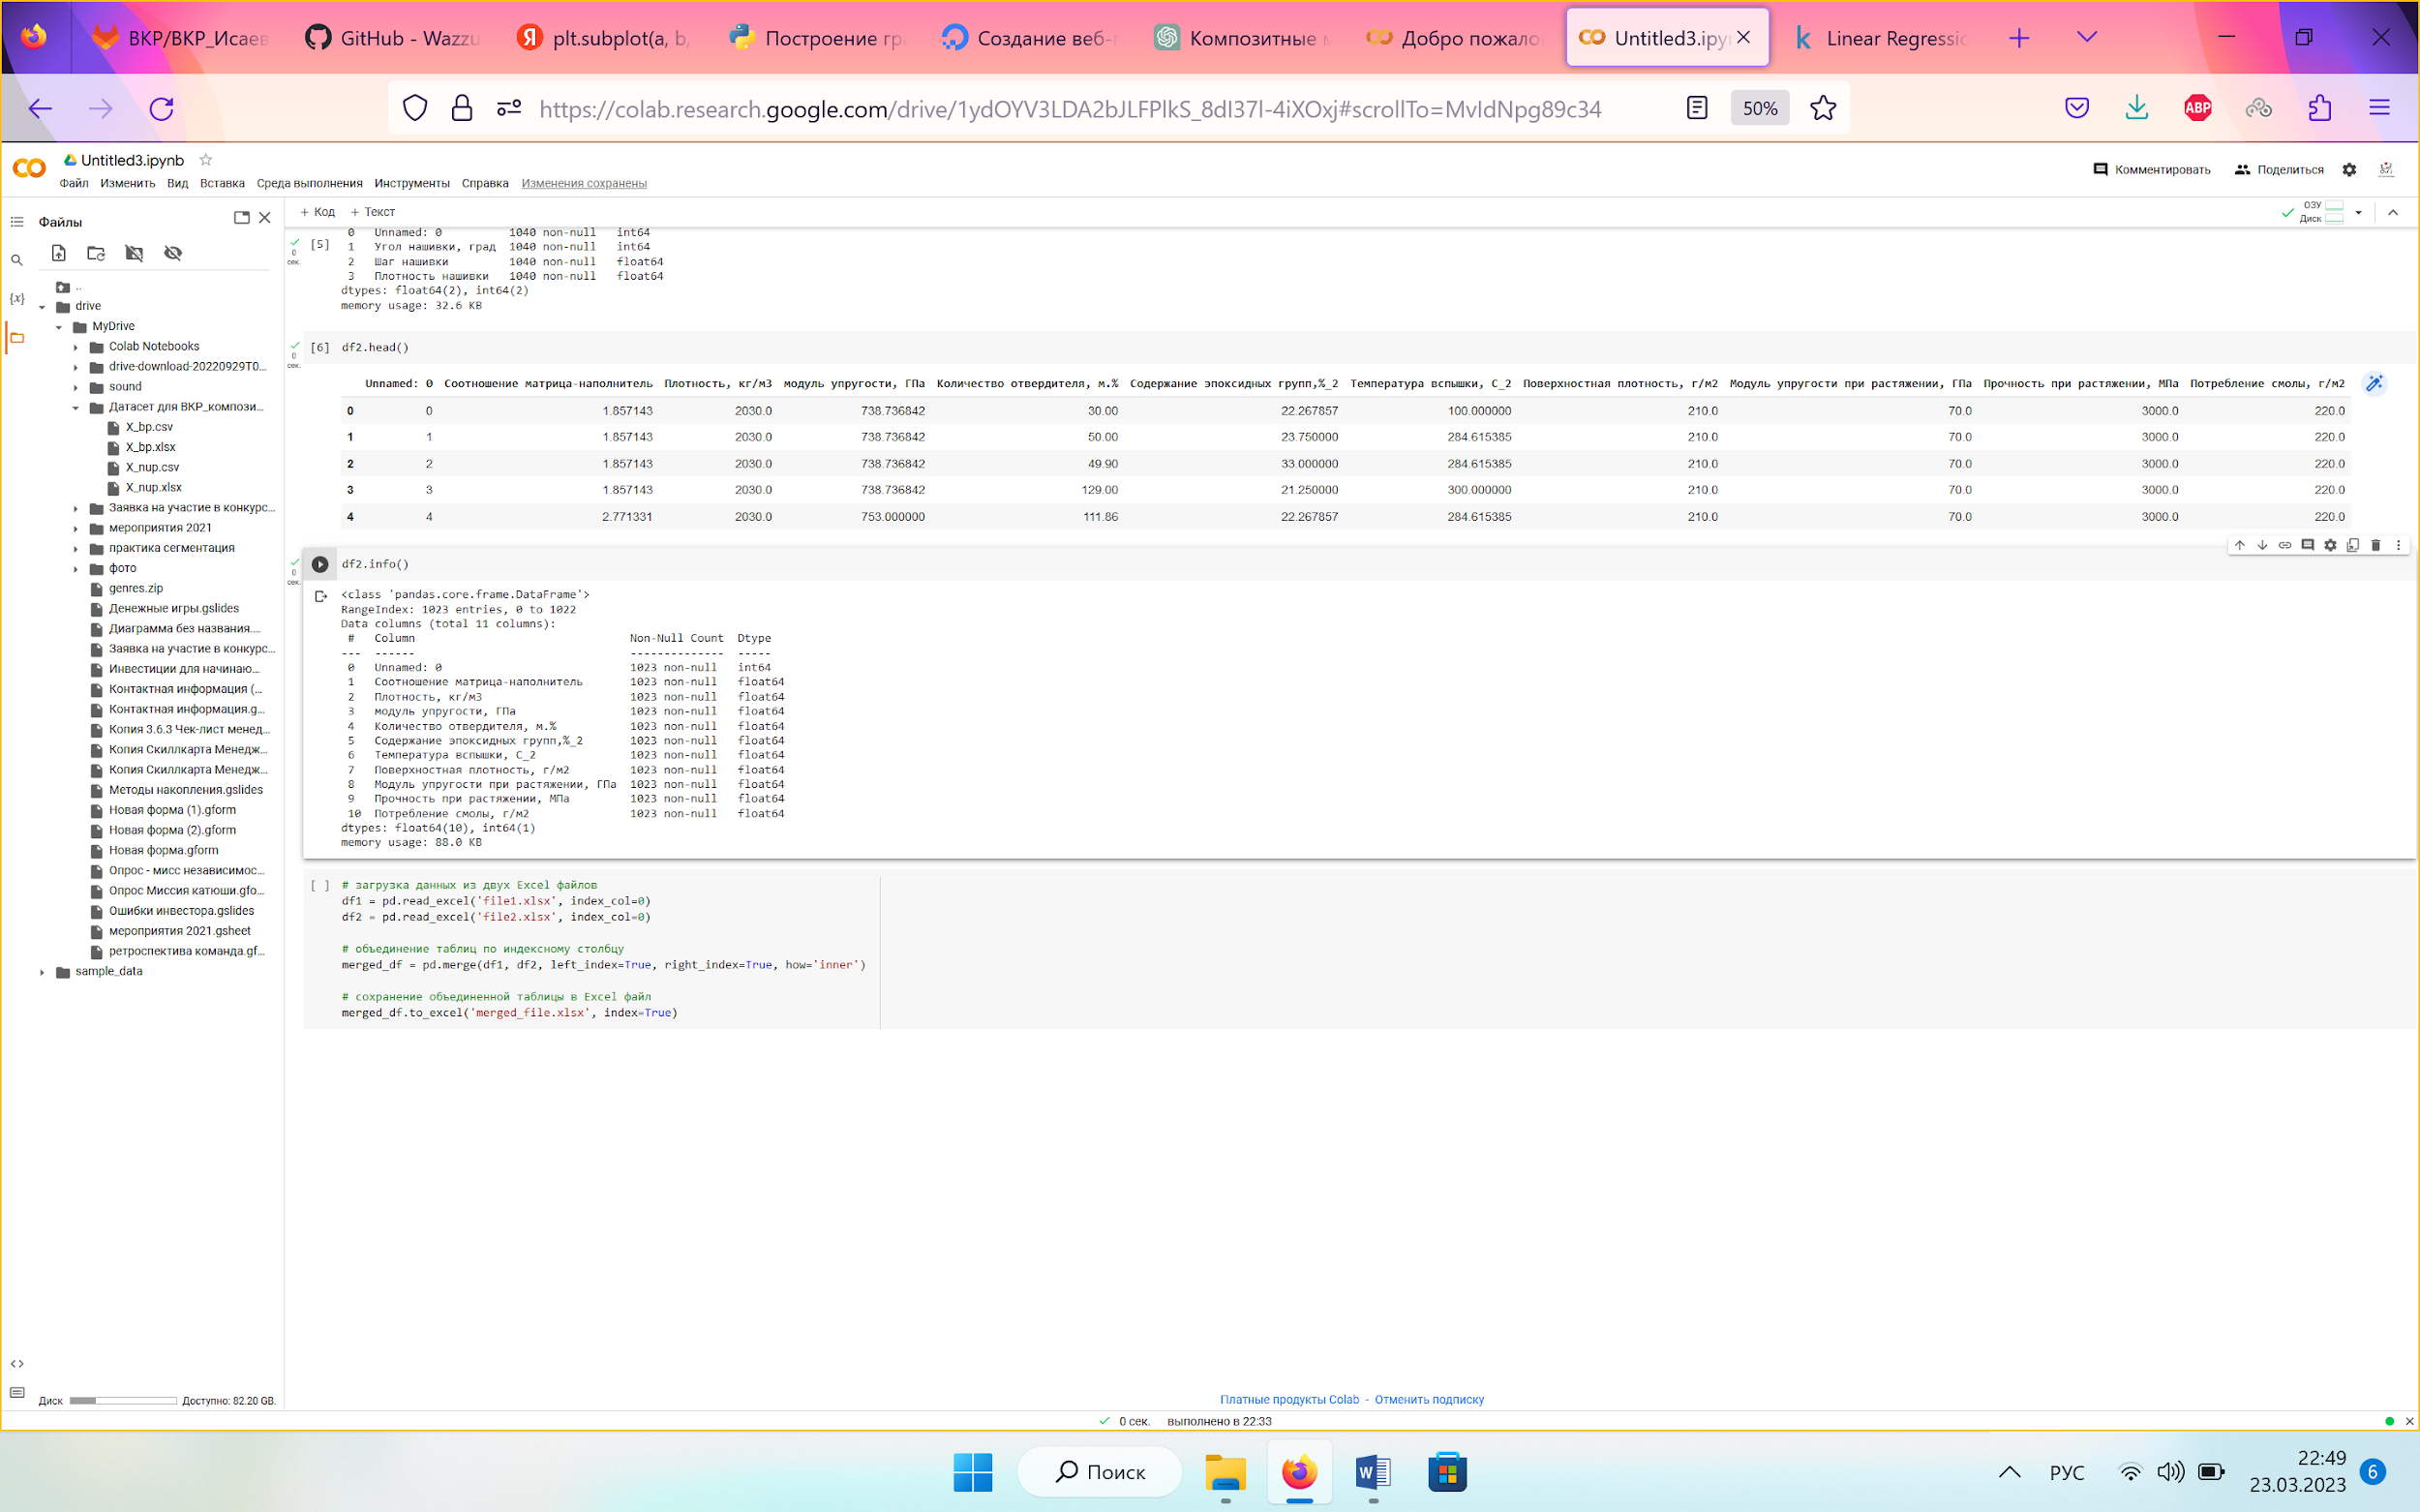 ВКР/ВКР_Исаев GitHub - Wazzu plt.subplot(a, b, Построение гра Создание веб- Композитные м Добро пожало Untitled3.ipyn Linear Regressio
https://colab.research.google.com/drive/1ydOYV3LDA2bJLFPlkS_8dI37l-4iXOxj#scrollTo=MvIdNpg89c34 50% ABP
Untitled3.ipynb
Файл Изменить Вид Вставка Среда выполнения Инструменты Справка Изменения сохранены
Комментировать Поделиться
Файлы
..
drive
MyDrive
Colab Notebooks
drive-download-20220929T0...
sound
Датасет для ВКР_компози...
X_bp.csv
X_bp.xlsx
X_nup.csv
X_nup.xlsx
Заявка на участие в конкурс...
мероприятия 2021
практика сегментация
фото
genres.zip
Денежные игры.gslides
Диаграмма без названия....
Заявка на участие в конкурс...
Инвестиции для начинаю...
Контактная информация (...
Контактная информация.g...
Копия 3.6.3 Чек-лист менед...
Копия Скиллкарта Менедж...
Копия Скиллкарта Менедж...
Методы накопления.gslides
Новая форма (1).gform
Новая форма (2).gform
Новая форма.gform
Опрос - мисс независимос...
Опрос Миссия катюши.gfo...
Ошибки инвестора.gslides
мероприятия 2021.gsheet
ретроспектива команда.gf...
sample_data
Диск Доступно: 82.20 GB.
+ Код + Текст
ОЗУ
Диск
[5] 0 Unnamed: 0 1040 non-null int64
1 Угол нашивки, град 1040 non-null int64
2 Шаг нашивки 1040 non-null float64
3 Плотность нашивки 1040 non-null float64
dtypes: float64(2), int64(2)
memory usage: 32.6 KB
0
сек.
[6] df2.head()
0
сек.
Unnamed: 0 Соотношение матрица-наполнитель Плотность, кг/м3 модуль упругости, ГПа Количество отвердителя, м.% Содержание эпоксидных групп,%_2 Температура вспышки, С_2 Поверхностная плотность, г/м2 Модуль упругости при растяжении, ГПа Прочность при растяжении, МПа Потребление смолы, г/м2
0 0 1.857143 2030.0 738.736842 30.00 22.267857 100.000000 210.0 70.0 3000.0 220.0
1 1 1.857143 2030.0 738.736842 50.00 23.750000 284.615385 210.0 70.0 3000.0 220.0
2 2 1.857143 2030.0 738.736842 49.90 33.000000 284.615385 210.0 70.0 3000.0 220.0
3 3 1.857143 2030.0 738.736842 129.00 21.250000 300.000000 210.0 70.0 3000.0 220.0
4 4 2.771331 2030.0 753.000000 111.86 22.267857 284.615385 210.0 70.0 3000.0 220.0
df2.info()
0
сек.
<class 'pandas.core.frame.DataFrame'>
RangeIndex: 1023 entries, 0 to 1022
Data columns (total 11 columns):
# Column Non-Null Count Dtype
--- ------ -------------- -----
0 Unnamed: 0 1023 non-null int64
1 Соотношение матрица-наполнитель 1023 non-null float64
2 Плотность, кг/м3 1023 non-null float64
3 модуль упругости, ГПа 1023 non-null float64
4 Количество отвердителя, м.% 1023 non-null float64
5 Содержание эпоксидных групп,%_2 1023 non-null float64
6 Температура вспышки, С_2 1023 non-null float64
7 Поверхностная плотность, г/м2 1023 non-null float64
8 Модуль упругости при растяжении, ГПа 1023 non-null float64
9 Прочность при растяжении, МПа 1023 non-null float64
10 Потребление смолы, г/м2 1023 non-null float64
dtypes: float64(10), int64(1)
memory usage: 88.0 KB
[ ] # загрузка данных из двух Excel файлов
df1 = pd.read_excel('file1.xlsx', index_col=0)
df2 = pd.read_excel('file2.xlsx', index_col=0)
# объединение таблиц по индексному столбцу
merged_df = pd.merge(df1, df2, left_index=True, right_index=True, how='inner')
# сохранение объединенной таблицы в Excel файл
merged_df.to_excel('merged_file.xlsx', index=True)
Платные продукты Colab - Отменить подписку
0 сек. выполнено в 22:33
Поиск
РУС
22:49
23.03.2023
6